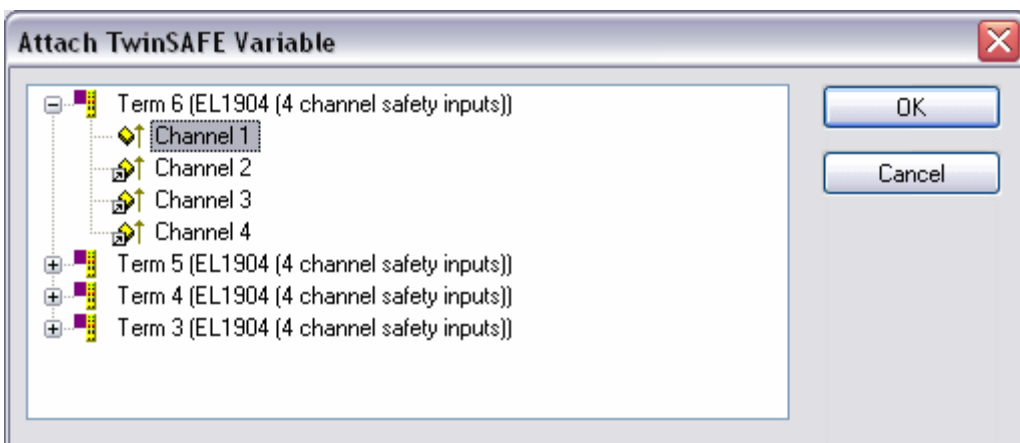 Attach TwinSAFE Variable
Term 6 (EL1904 (4 channel safety inputs))
OK
Channel 1
Channel 2
Cancel
Channel 3
Channel 4
Term 5 (EL1904 (4 channel safety inputs))
Term 4 (EL1904 (4 channel safety inputs))
Term 3 (EL1904 (4 channel safety inputs))